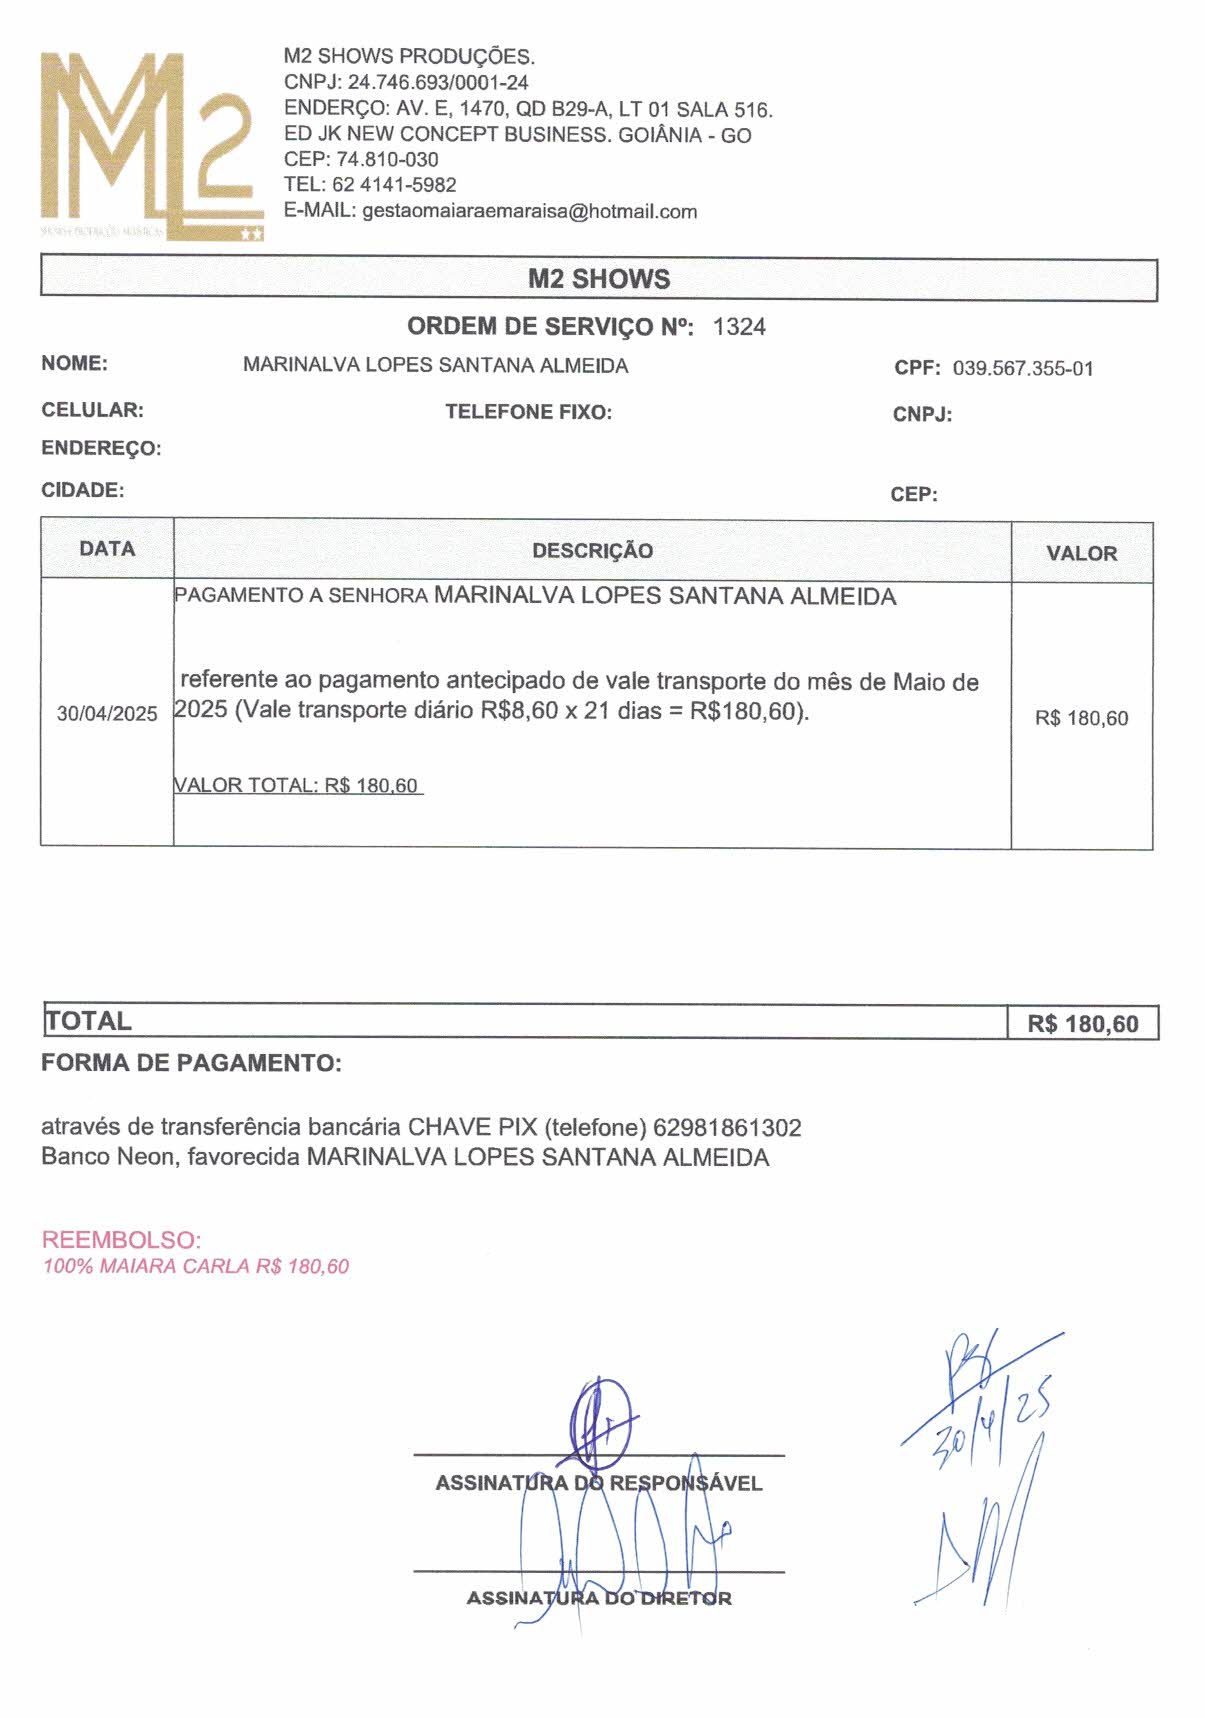 M2 SHOWS PRODUÇÕES.
CNPJ: 24.746.693/0001-24
ENDERÇO: AV. E, 1470, QD B29-A, LT 01 SALA 516.
ED JK NEW CONCEPT BUSINESS. GOIÂNIA - GO
CEP: 74.810-030
TEL: 62 4141-5982
E-MAIL: gestaomaiaraemaraisa@hotmail.com
M2
M2 SHOWS
ORDEM DE SERVIÇO Nº: 1324
NOME: MARINALVA LOPES SANTANA ALMEIDA CPF: 039.567.355-01
CELULAR: TELEFONE FIXO: CNPJ:
ENDEREÇO:
CIDADE: CEP:
DATA DESCRIÇÃO VALOR
PAGAMENTO A SENHORA MARINALVA LOPES SANTANA ALMEIDA
referente ao pagamento antecipado de vale transporte do mês de Maio de
30/04/2025 2025 (Vale transporte diário R$8,60 x 21 dias = R$180,60). R$ 180,60
VALOR TOTAL: R$ 180,60
TOTAL R$ 180,60
FORMA DE PAGAMENTO:
através de transferência bancária CHAVE PIX (telefone) 62981861302
Banco Neon, favorecida MARINALVA LOPES SANTANA ALMEIDA
REEMBOLSO:
100% MAIARA CARLA R$ 180,60
30/4/25
ASSINATURA DO RESPONSÁVEL
ASSINATURA DO DIRETOR